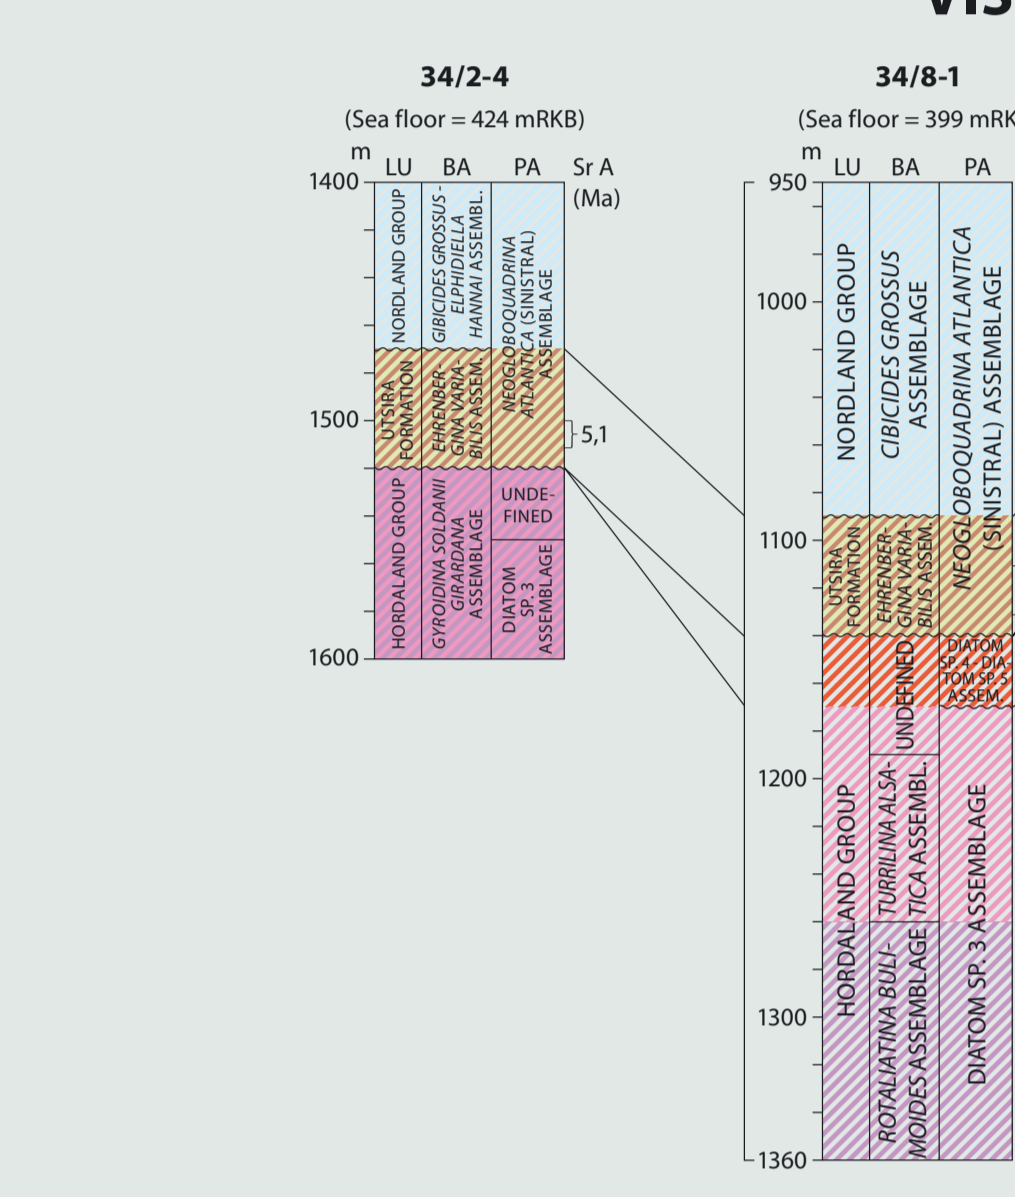 VIS
34/2-4
(Sea floor = 424 mRKB)
m
LU
BA
PA
Sr A
(Ma)
1400
1500
1600
NORDLAND GROUP
GIBICIDES GROSSUS -
ELPHIDIELLA
HANNAI ASSEMBL.
NEOGLOBOQUADRINA
ATLANTICA (SINISTRAL)
ASSEMBLAGE
UTSIRA
FORMATION
EHRENBER-
GINA VARIA-
BILIS ASSEM.
5,1
HORDALAND GROUP
GYROIDINA SOLDANII
GIRARDANA
ASSEMBLAGE
UNDE-
FINED
DIATOM
SP. 3
ASSEMBLAGE
34/8-1
(Sea floor = 399 mRK
m
LU
BA
PA
950
1000
1100
1200
1300
1360
NORDLAND GROUP
CIBICIDES GROSSUS
ASSEMBLAGE
NEOGLOBOQUADRINA ATLANTICA
(SINISTRAL) ASSEMBLAGE
UTSIRA
FORMATION
EHRENBER-
GINA VARIA-
BILIS ASSEM.
UNDEFINED
DIATOM
SP. 4 - DIA-
TOM SP. 5
ASSEM.
HORDALAND GROUP
TURRILINA ALSA-
TICA ASSEMBL.
ROTALIATINA BULI-
MOIDES ASSEMBLAGE
DIATOM SP. 3 ASSEMBLAGE